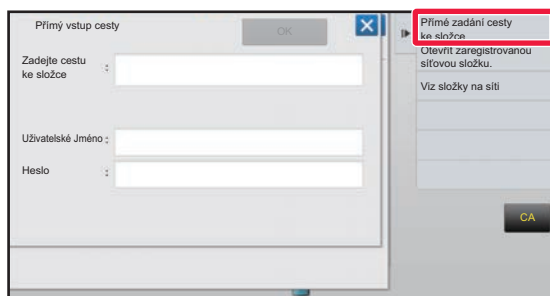 Přímý vstup cesty
OK
Zadejte cestu
ke složce :
Uživatelské Jméno :
Heslo :
Přímé zadání cesty
ke složce
Otevřít zaregistrovanou
síťovou složku.
Viz složky na síti
CA